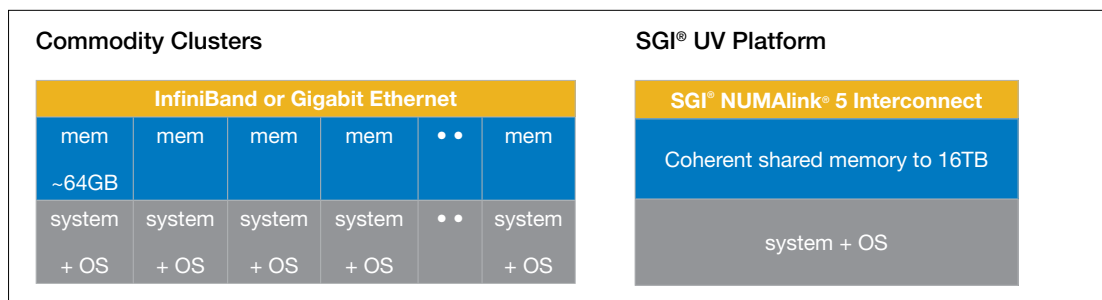 Commodity Clusters
InfiniBand or Gigabit Ethernet
mem mem mem mem • • mem
~64GB
system system system system • • system
+ OS + OS + OS + OS + OS
SGI® UV Platform
SGI® NUMAlink® 5 Interconnect
Coherent shared memory to 16TB
system + OS